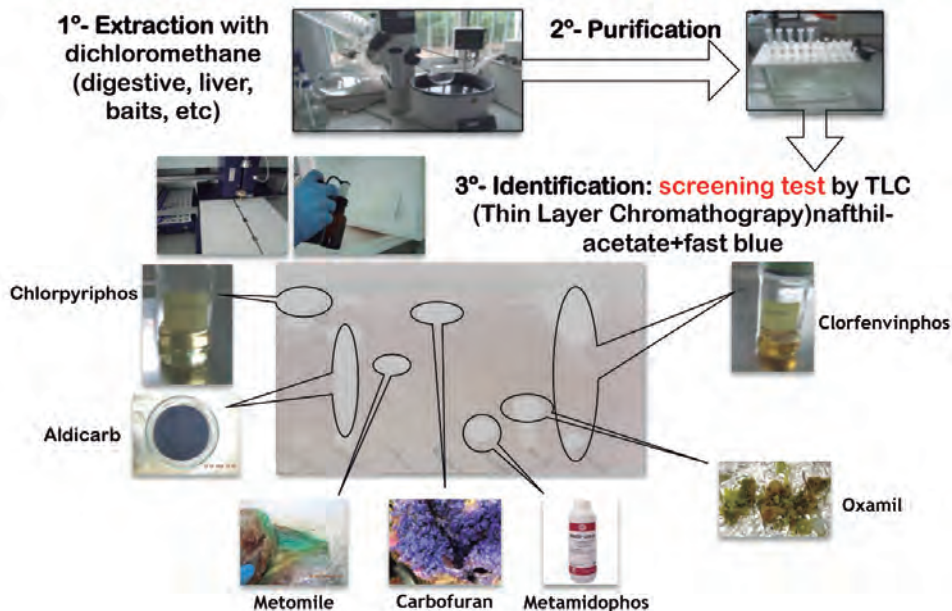 1º- Extraction with
dichloromethane
(digestive, liver,
baits, etc)
2º- Purification
3º- Identification: screening test by TLC
(Thin Layer Chromathograpy)nafthil-
acetate+fast blue
Chlorpyriphos
Clorfenvinphos
Aldicarb
Oxamil
Metomile
Carbofuran
Metamidophos